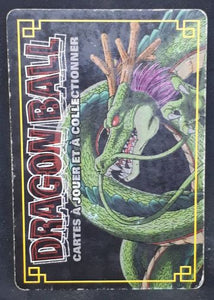 DRAGON BALL
CARTES À JOUER ET À COLLECTIONNER